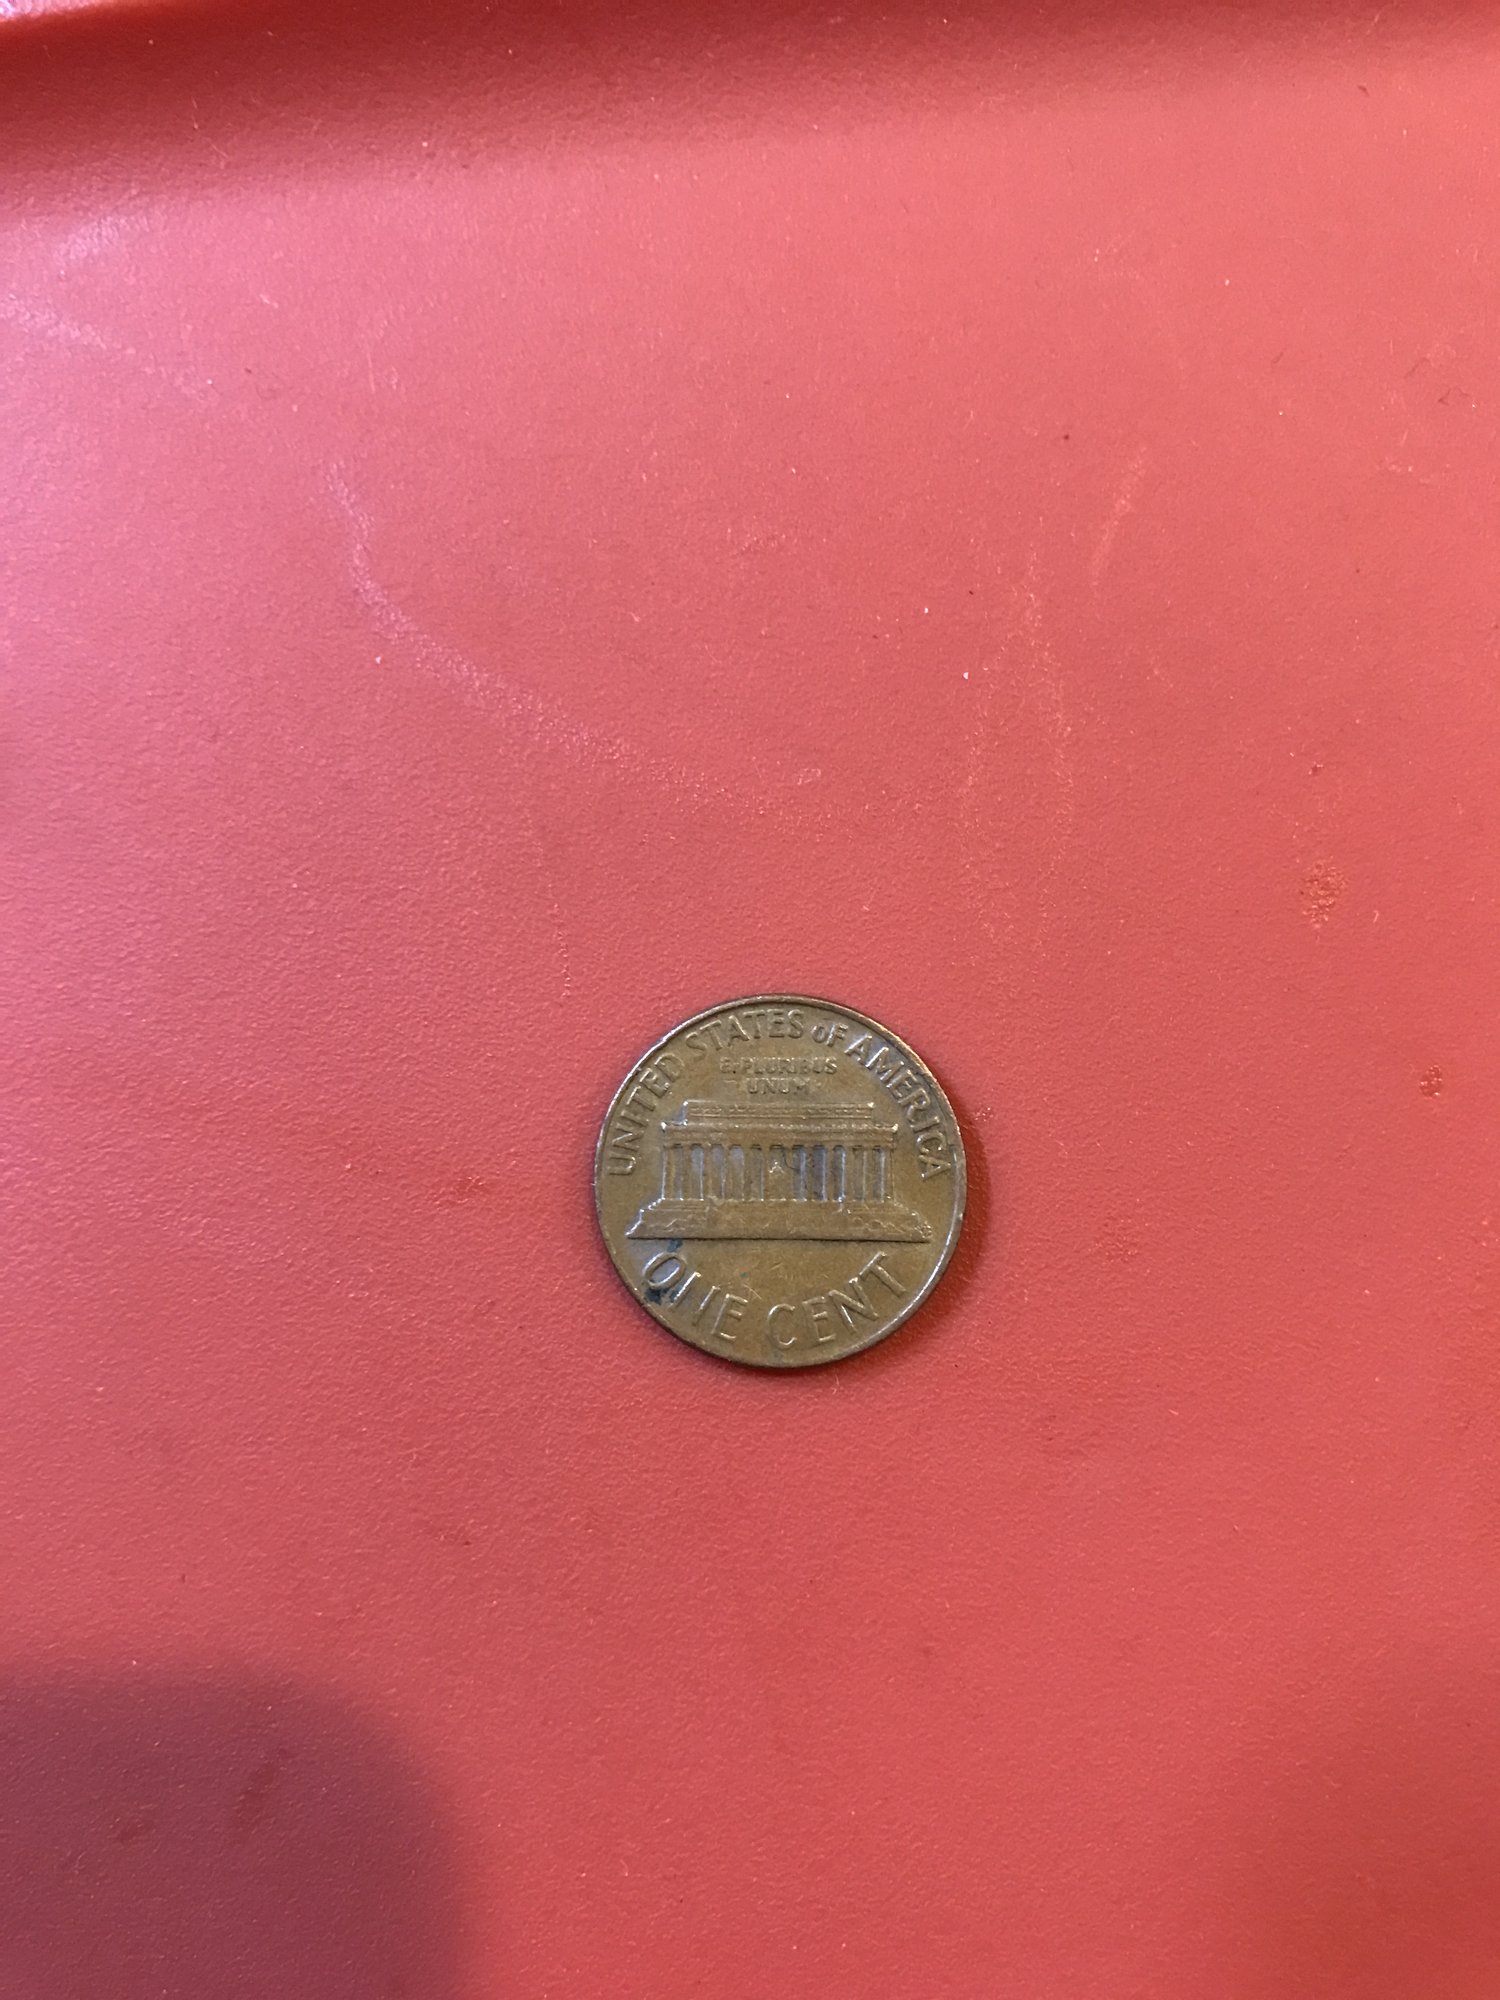 UNITED STATES OF AMERICA
E·PLURIBUS
UNUM
ONE CENT